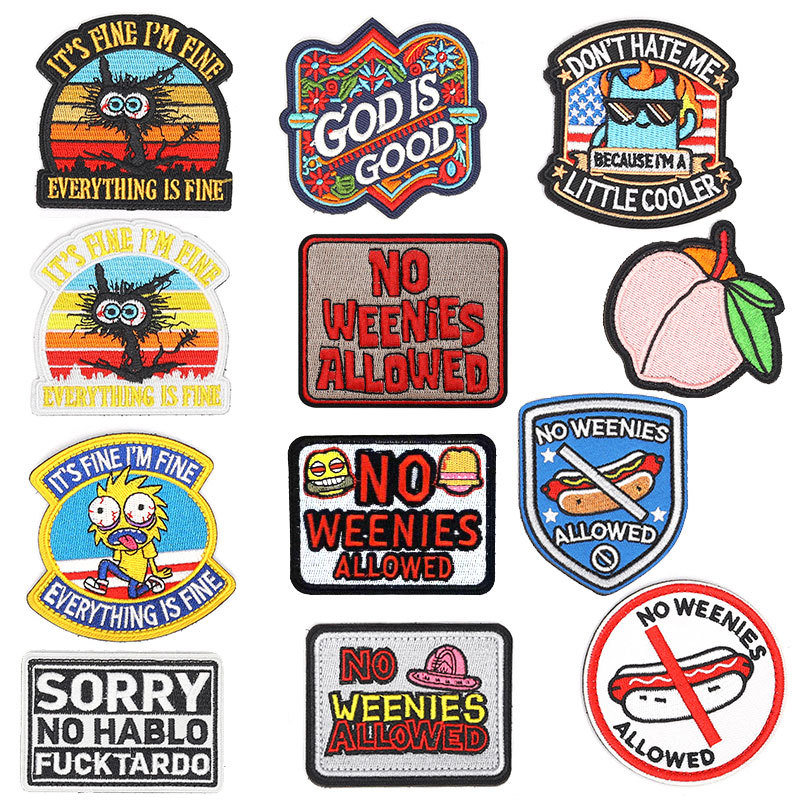 IT'S FINE I'M FINE
EVERYTHING IS FINE
GOD IS
GOOD
DON'T HATE ME
BECAUSE I'M A
LITTLE COOLER
IT'S FINE I'M FINE
EVERYTHING IS FINE
NO
WEENIES
ALLOWED
IT'S FINE I'M FINE
EVERYTHING IS FINE
NO
WEENIES
ALLOWED
NO WEENIES
ALLOWED
SORRY
NO HABLO
FUCKTARDO
NO
WEENIES
ALLOWED
NO WEENIES
ALLOWED